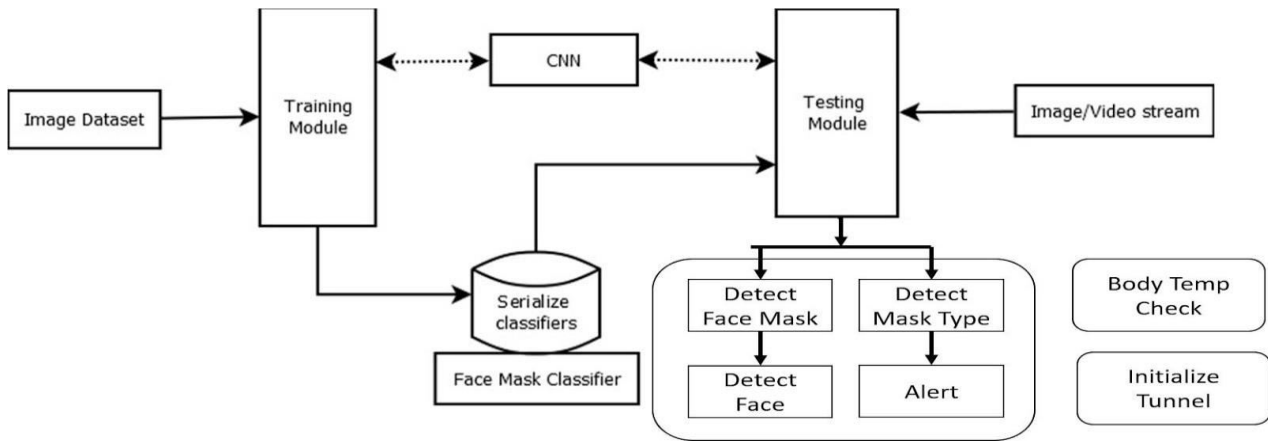 CNN
Image Dataset
Training
Module
Testing
Module
Image/Video stream
Serialize
classifiers
Face Mask Classifier
Detect
Face Mask
Detect
Mask Type
Detect
Face
Alert
Body Temp
Check
Initialize
Tunnel